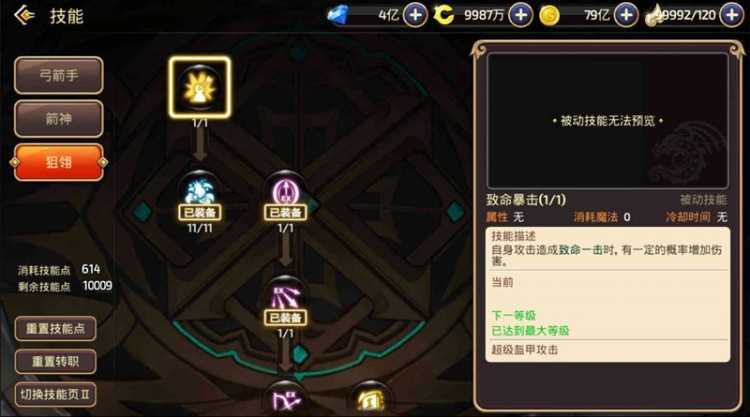 技能
4亿
9987万
79亿
99992/120
弓箭手
箭神
狙翎
消耗技能点 614
剩余技能点 10009
重置技能点
重置转职
切换技能页Ⅱ
1/1
已装备
11/11
已装备
1/1
EX
已装备
1/1
EX
·被动技能无法预览·
致命暴击(1/1) 被动技能
属性 无 消耗魔法 0 冷却时间 无
技能描述
自身攻击造成致命一击时, 有一定的概率增加伤
害。
当前
下一等级
已达到最大等级
超级盔甲攻击